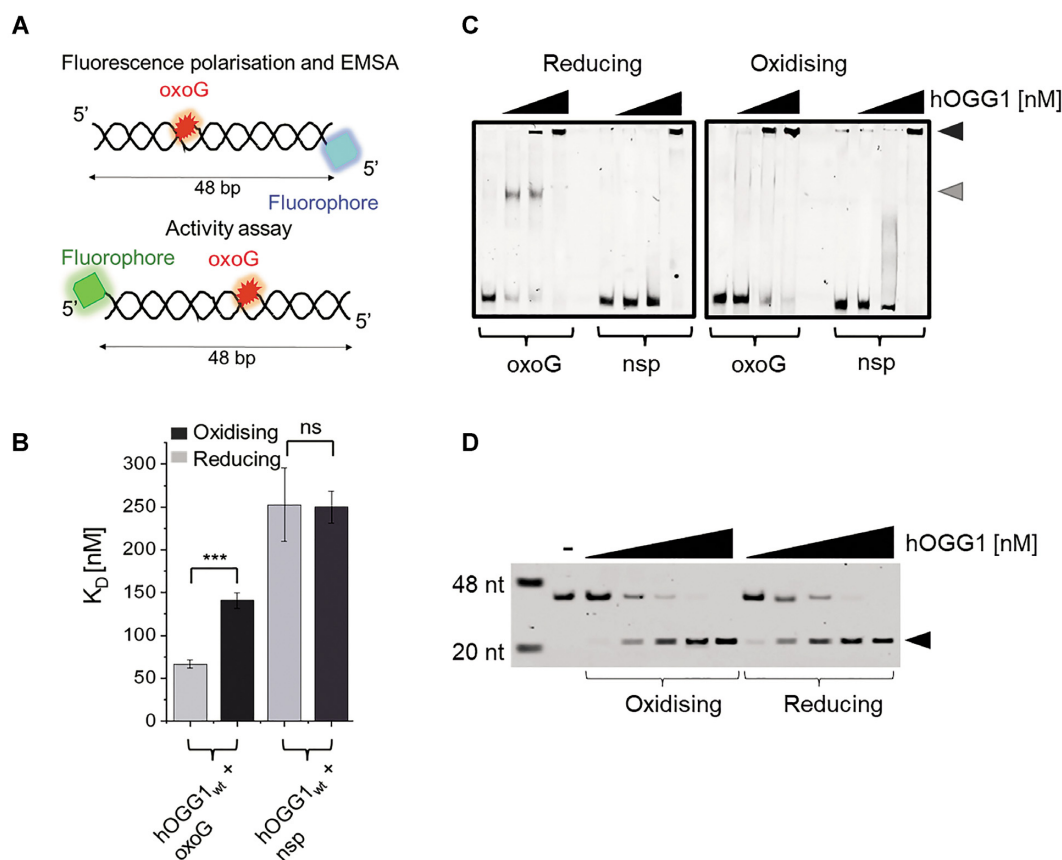 A
Fluorescence polarisation and EMSA
oxoG
5’
5’
48 bp
Fluorophore
Activity assay
Fluorophore
oxoG
5’
5’
48 bp
B
Oxidising
Reducing
ns
***
K_D [nM]
300
250
200
150
100
50
0
hOGG1wt + oxoG
hOGG1wt + nsp
C
Reducing
Oxidising
hOGG1 [nM]
oxoG
nsp
oxoG
nsp
D
-
hOGG1 [nM]
48 nt
20 nt
Oxidising
Reducing